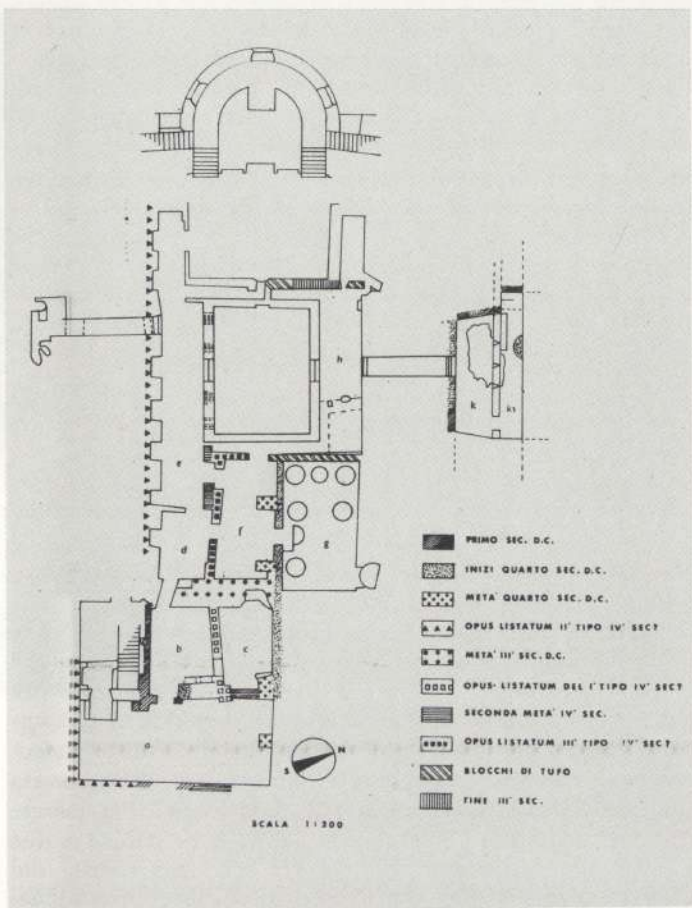 h
k
k1
e
f
g
d
b
c
a
N
S
PRIMO SEC. D.C.
INIZI QUARTO SEC. D.C.
META' QUARTO SEC. D.C.
OPUS LISTATUM II° TIPO IV° SEC?
META' III° SEC. D.C.
OPUS-LISTATUM DEL I° TIPO IV° SEC?
SECONDA META' IV° SEC.
OPUS LISTATUM III° TIPO IV° SEC?
BLOCCHI DI TUFO
FINE III° SEC.
SCALA 1:200